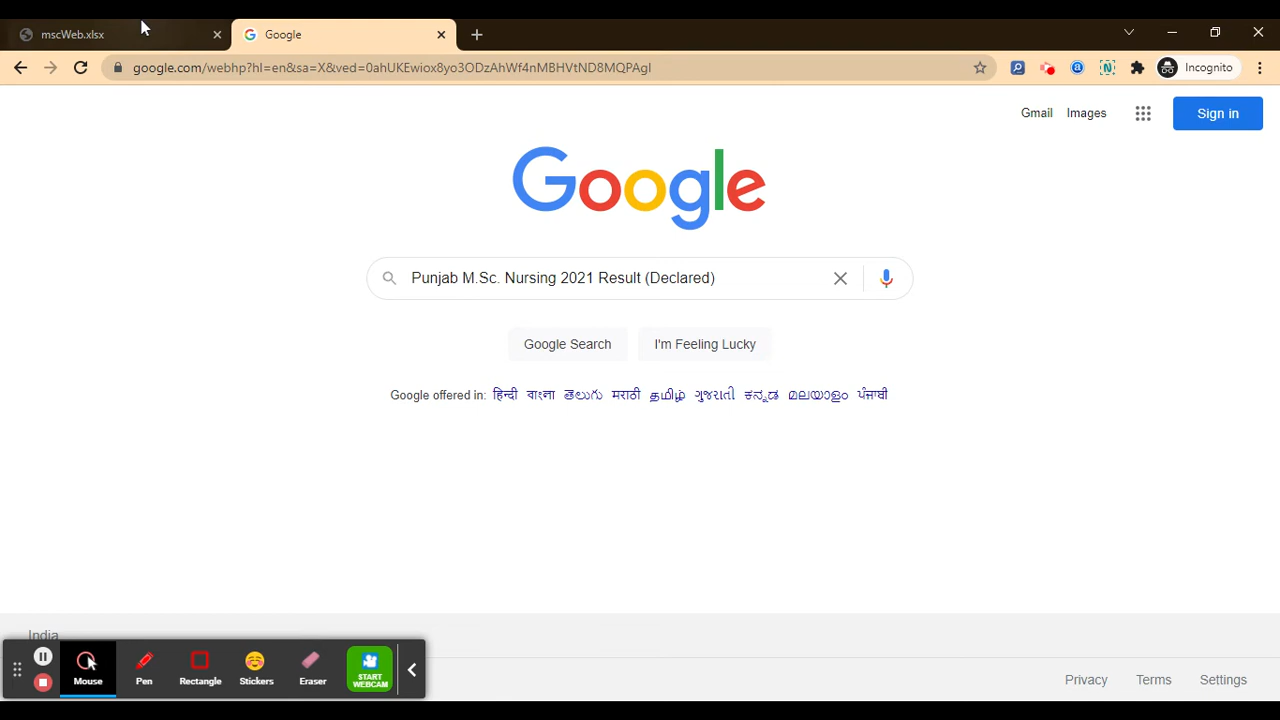 mscWeb.xlsx
Google
google.com/webhp?hl=en&sa=X&ved=0ahUKEwiox8yo3ODzAhWf4nMBHVtND8MQPAgI
Incognito
Gmail Images
Sign in
Google
Punjab M.Sc. Nursing 2021 Result (Declared)
Google Search I'm Feeling Lucky
Google offered in: हिन्दी বাংলা తెలుగు मराठी தமிழ் ગુજરાતી ಕನ್ನಡ മലയാളം ਪੰਜਾਬੀ
India
Mouse Pen Rectangle Stickers Eraser START WEBCAM
Privacy Terms Settings